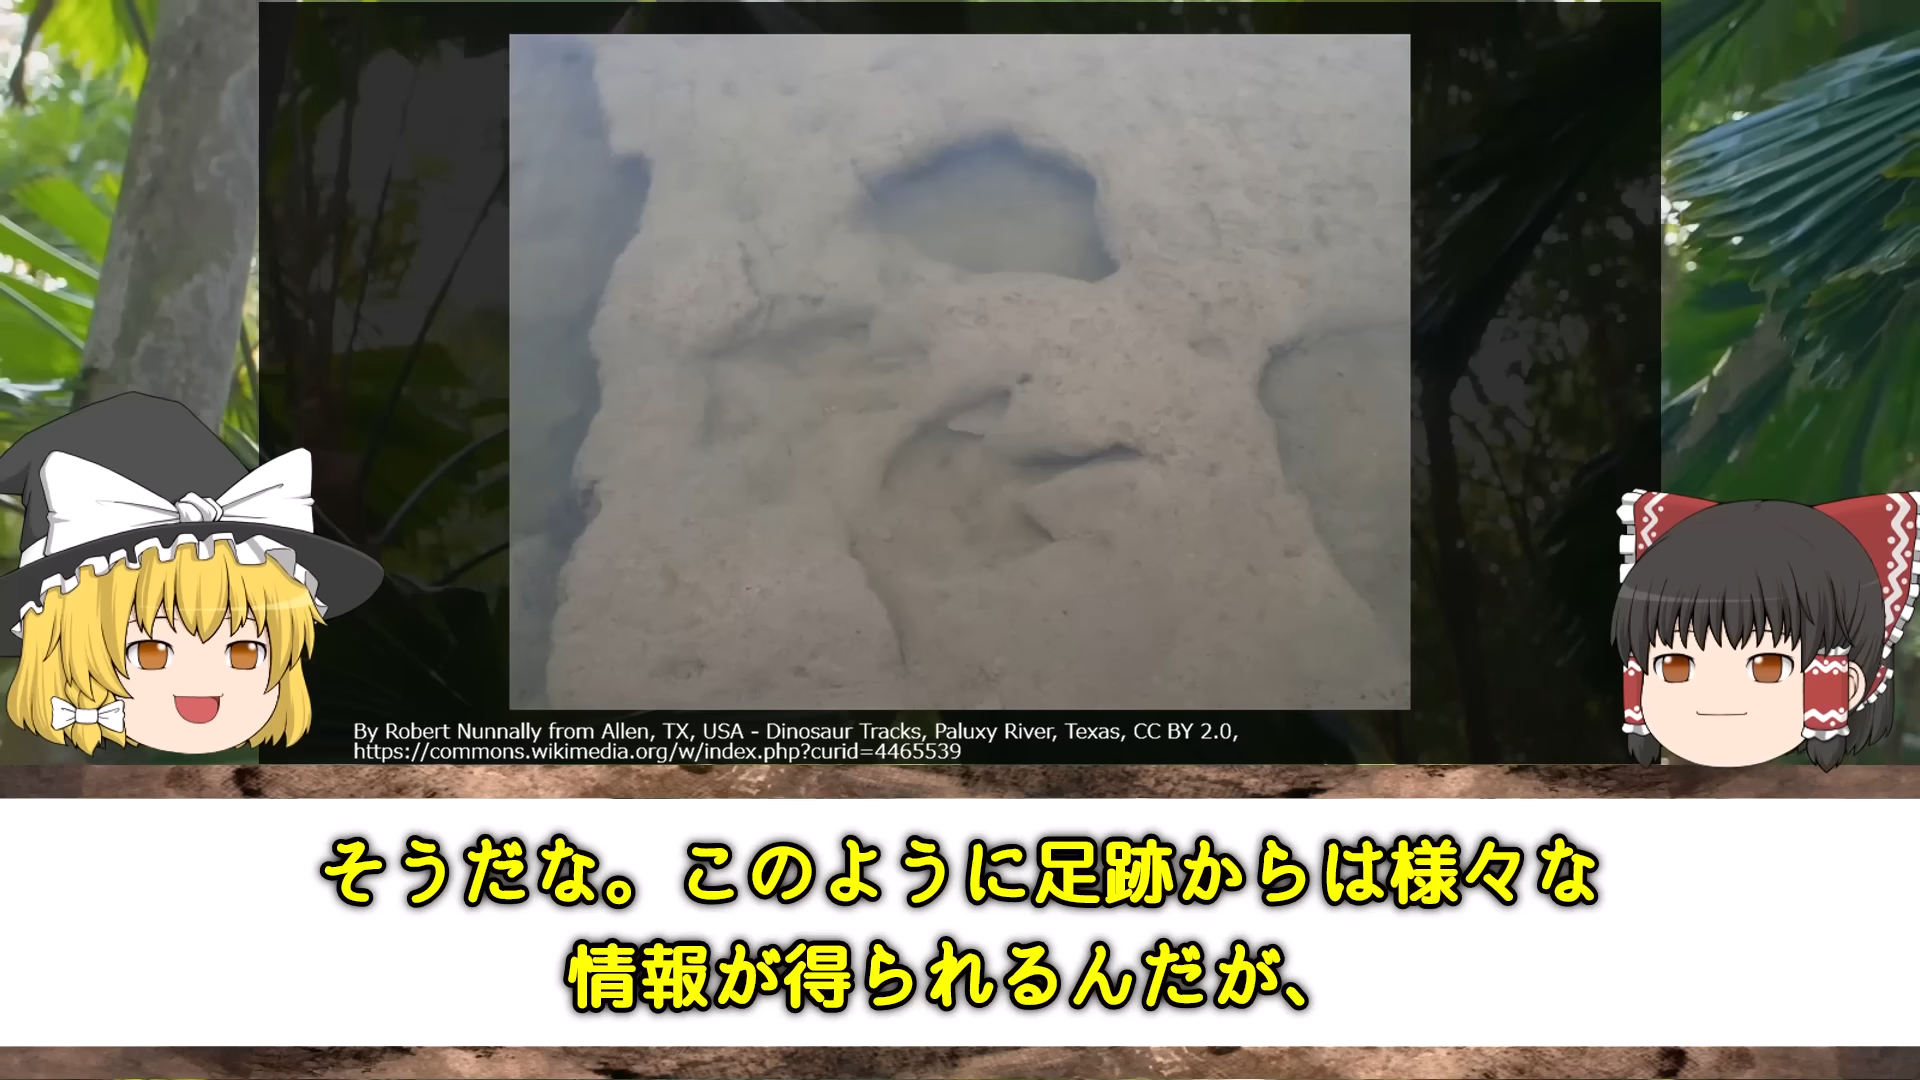 By Robert Nunnally from Allen, TX, USA - Dinosaur Tracks, Paluxy River, Texas, CC BY 2.0,
https://commons.wikimedia.org/w/index.php?curid=4465539
そうだな。このように足跡からは様々な
情報が得られるんだが、